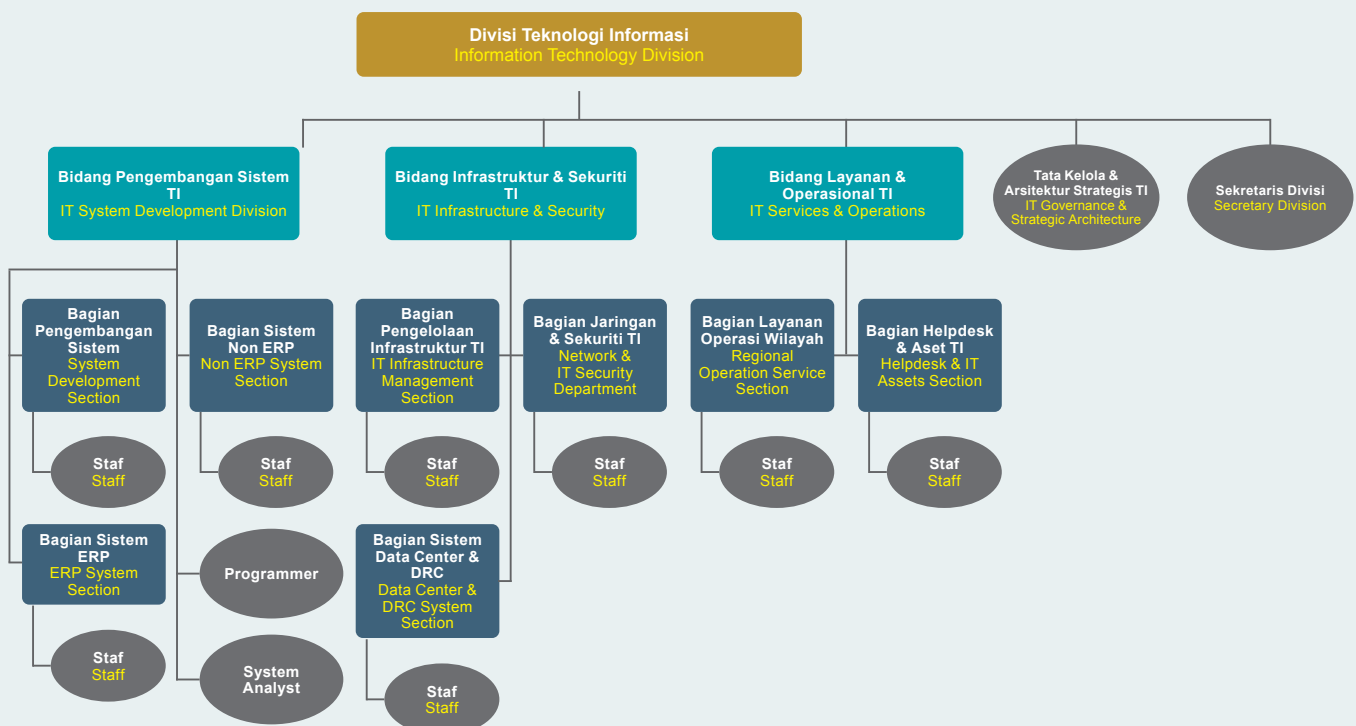 Divisi Teknologi Informasi
Information Technology Division
Bidang Pengembangan Sistem
TI
IT System Development Division
Bidang Infrastruktur & Sekuriti
TI
IT Infrastructure & Security
Bidang Layanan &
Operasional TI
IT Services & Operations
Tata Kelola &
Arsitektur Strategis TI
IT Governance &
Strategic Architecture
Sekretaris Divisi
Secretary Division
Bagian
Pengembangan
Sistem
System
Development
Section
Bagian Sistem
Non ERP
Non ERP System
Section
Bagian
Pengelolaan
Infrastruktur TI
IT Infrastructure
Management
Section
Bagian Jaringan
& Sekuriti TI
Network &
IT Security
Department
Bagian Layanan
Operasi Wilayah
Regional
Operation Service
Section
Bagian Helpdesk
& Aset TI
Helpdesk & IT
Assets Section
Staf
Staff
Staf
Staff
Staf
Staff
Staf
Staff
Staf
Staff
Staf
Staff
Bagian Sistem
ERP
ERP System
Section
Programmer
Bagian Sistem
Data Center &
DRC
Data Center &
DRC System
Section
Staf
Staff
System
Analyst
Staf
Staff